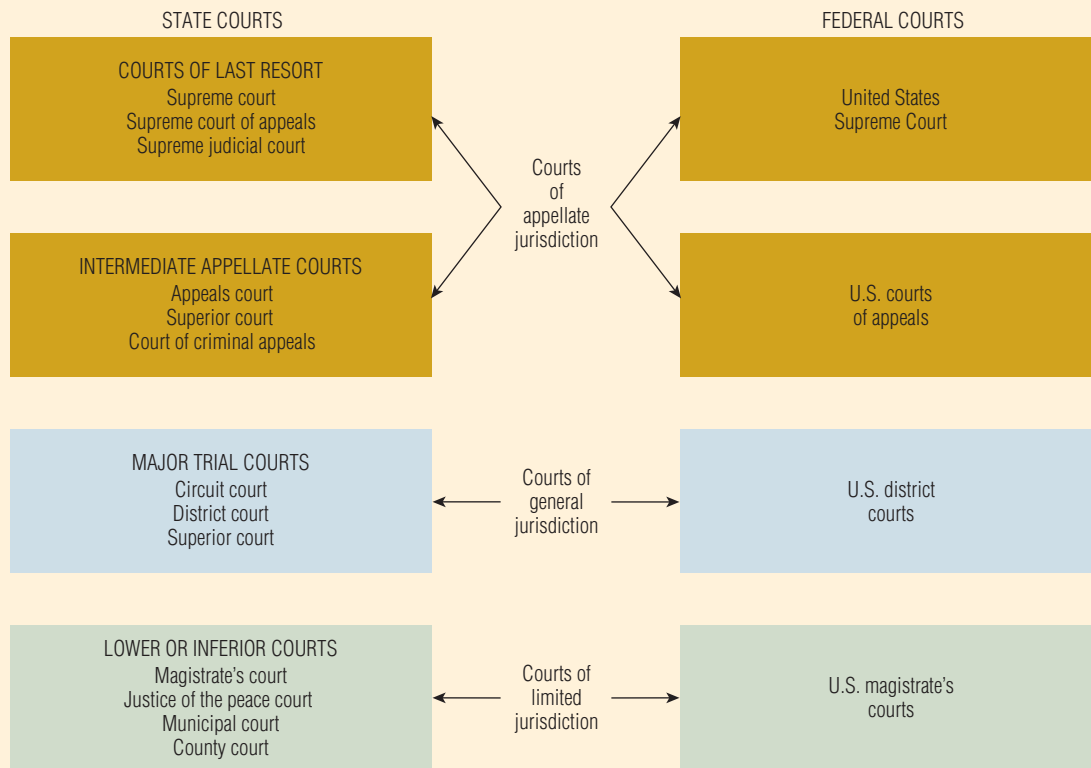 STATE COURTS
FEDERAL COURTS
COURTS OF LAST RESORT
Supreme court
Supreme court of appeals
Supreme judicial court
Courts
of
appellate
jurisdiction
United States
Supreme Court
INTERMEDIATE APPELLATE COURTS
Appeals court
Superior court
Court of criminal appeals
U.S. courts
of appeals
MAJOR TRIAL COURTS
Circuit court
District court
Superior court
Courts of
general
jurisdiction
U.S. district
courts
LOWER OR INFERIOR COURTS
Magistrate's court
Justice of the peace court
Municipal court
County court
Courts of
limited
jurisdiction
U.S. magistrate's
courts